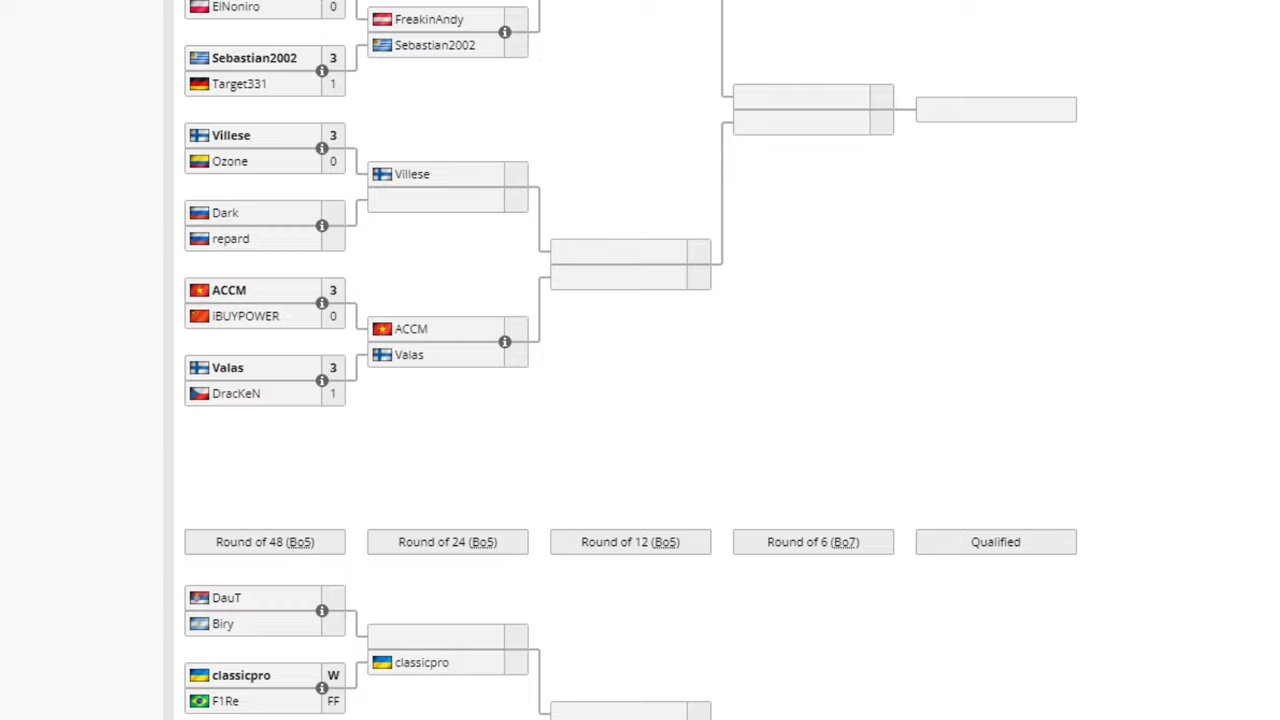 ElNoniro 0
FreakinAndy
Sebastian2002
Sebastian2002 3
Target331 1
Villese 3
Ozone 0
Villese
Dark
repard
ACCM 3
iBUYPOWER 0
ACCM
Valas
Valas 3
DracKeN 1
Round of 48 (Bo5) Round of 24 (Bo5) Round of 12 (Bo5) Round of 6 (Bo7) Qualified
DauT
Biry
classicpro
classicpro W
F1Re FF